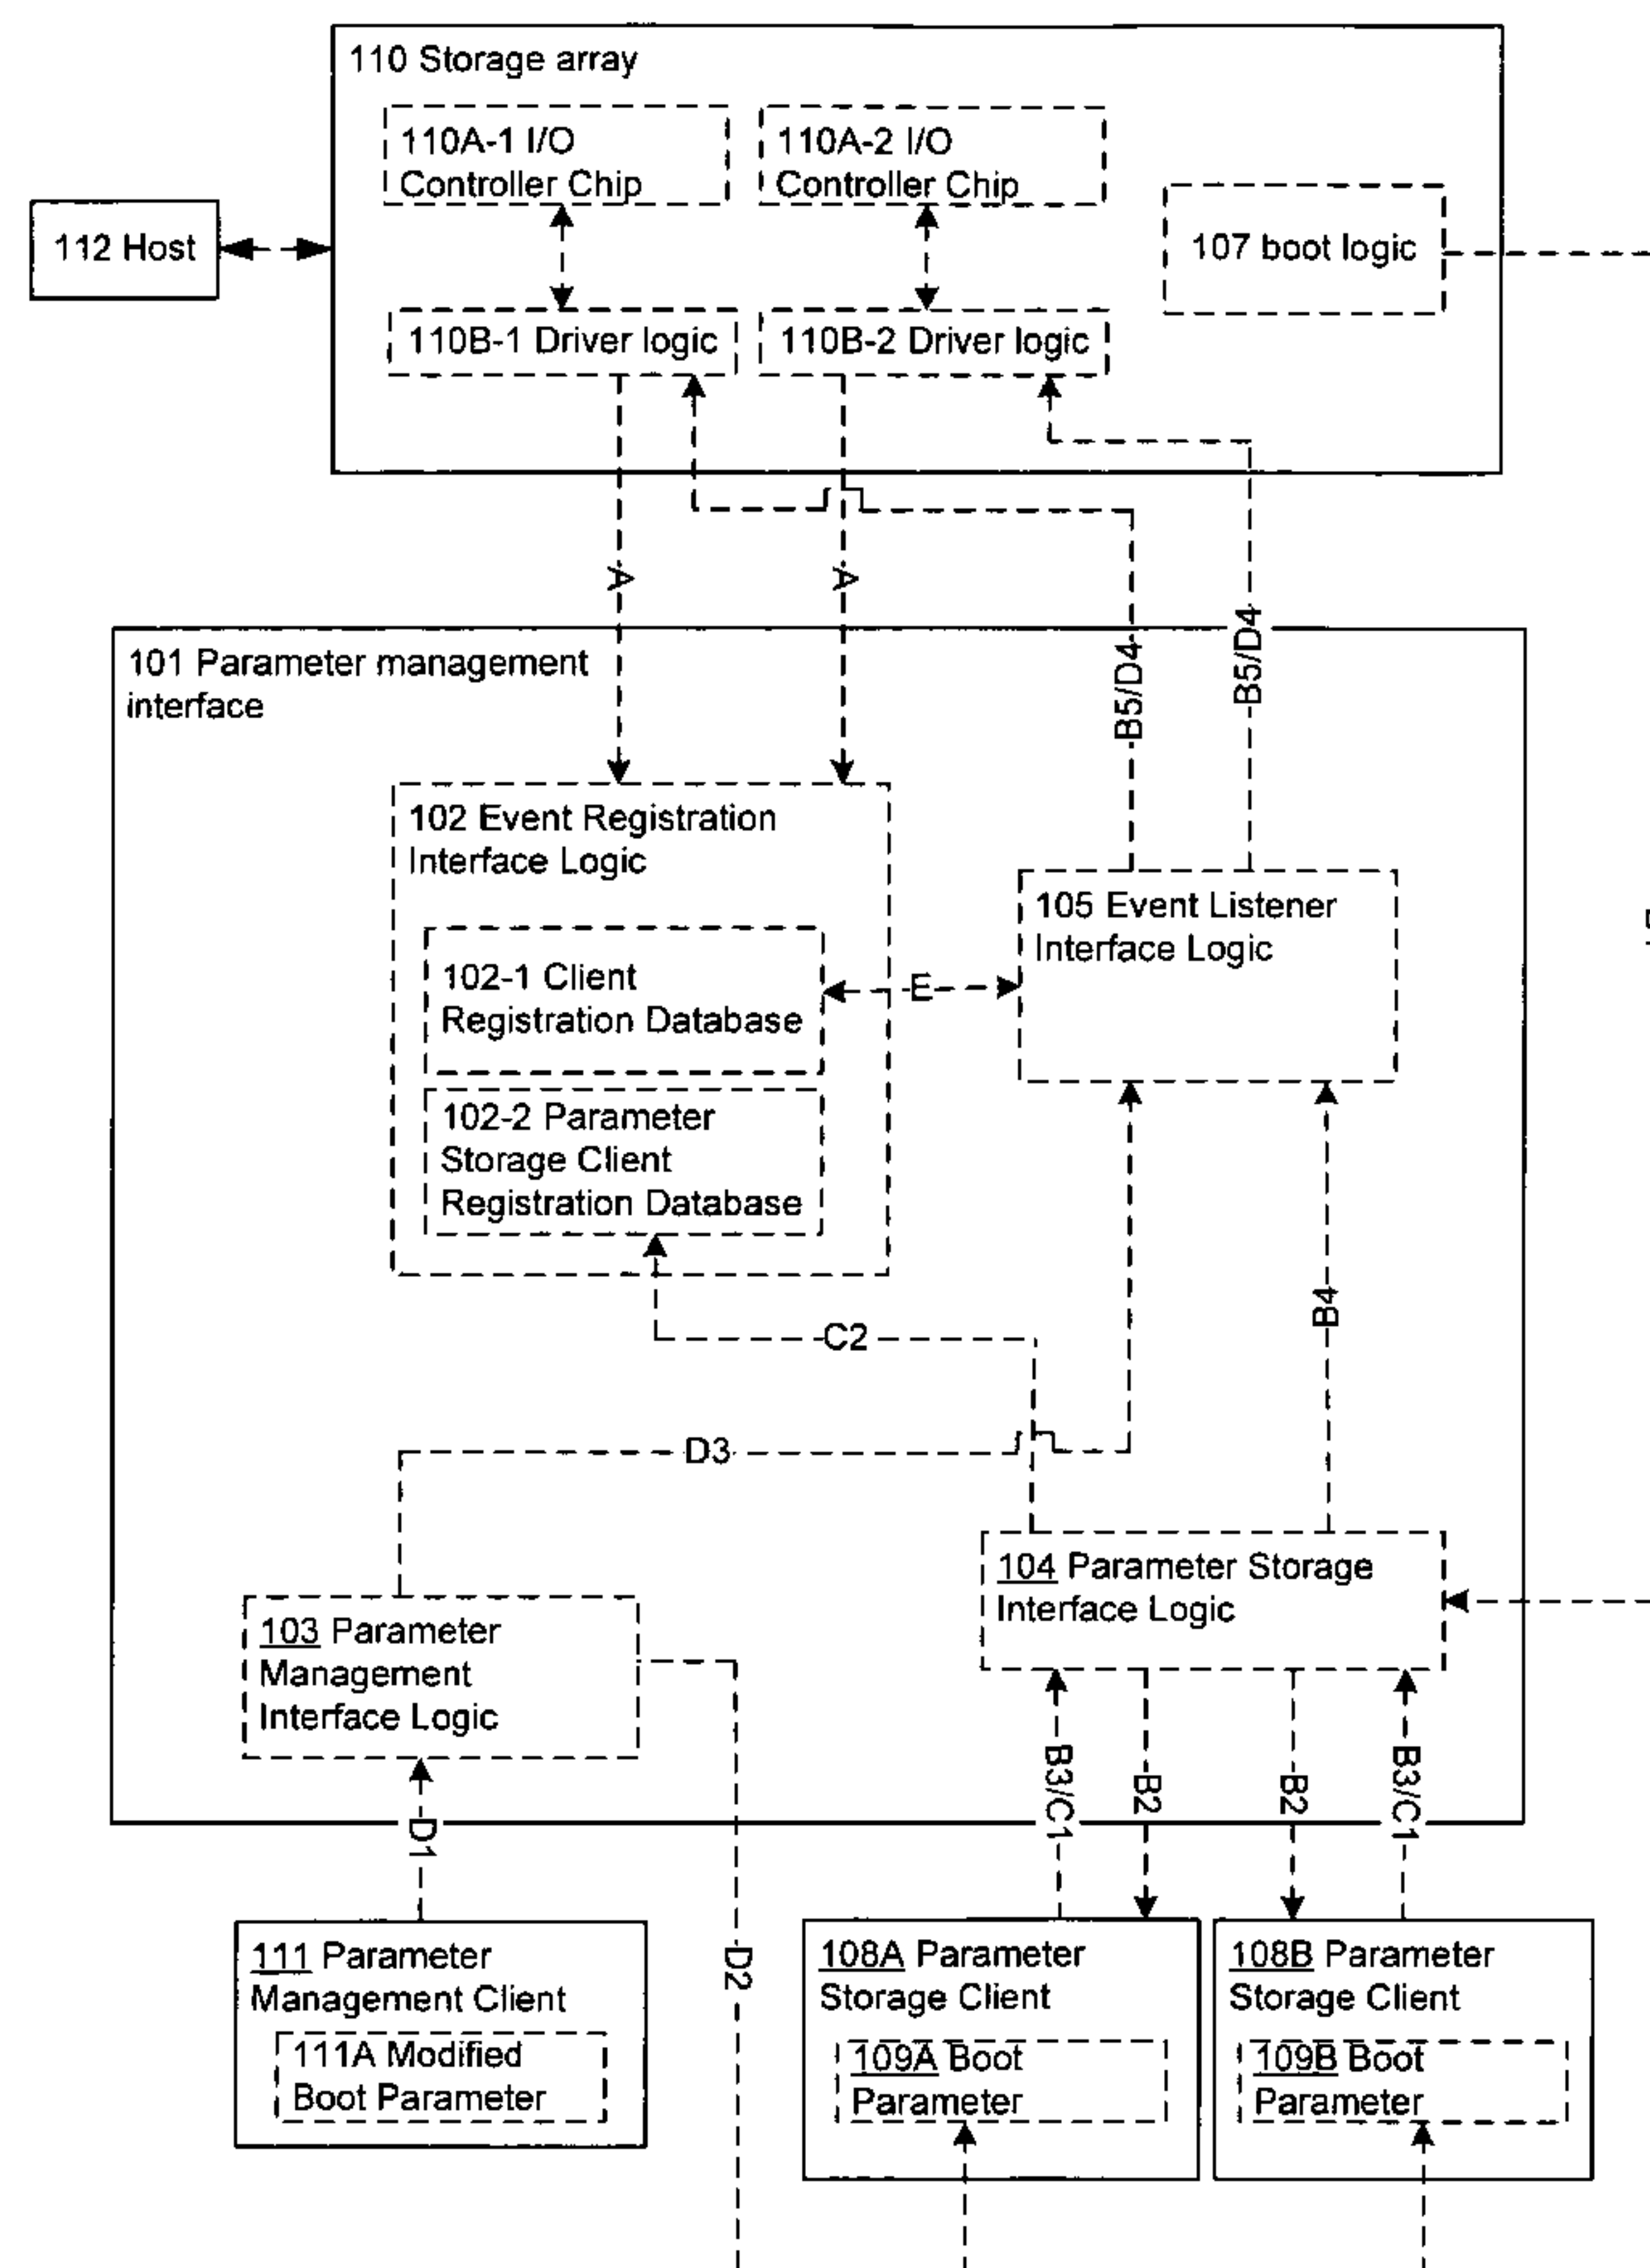 110 Storage array
110A-1 I/O
Controller Chip
110A-2 I/O
Controller Chip
107 boot logic
112 Host
110B-1 Driver logic
110B-2 Driver logic
A
A
101 Parameter management
interface
B5/D4
B5/D4
102 Event Registration
Interface Logic
105 Event Listener
Interface Logic
102-1 Client
Registration Database
E
102-2 Parameter
Storage Client
Registration Database
C2
B4
D3
104 Parameter Storage
Interface Logic
103 Parameter
Management
Interface Logic
B3/C1
B2
B2
B3/C1
D1
D2
111 Parameter
Management Client
111A Modified
Boot Parameter
108A Parameter
Storage Client
109A Boot
Parameter
108B Parameter
Storage Client
109B Boot
Parameter